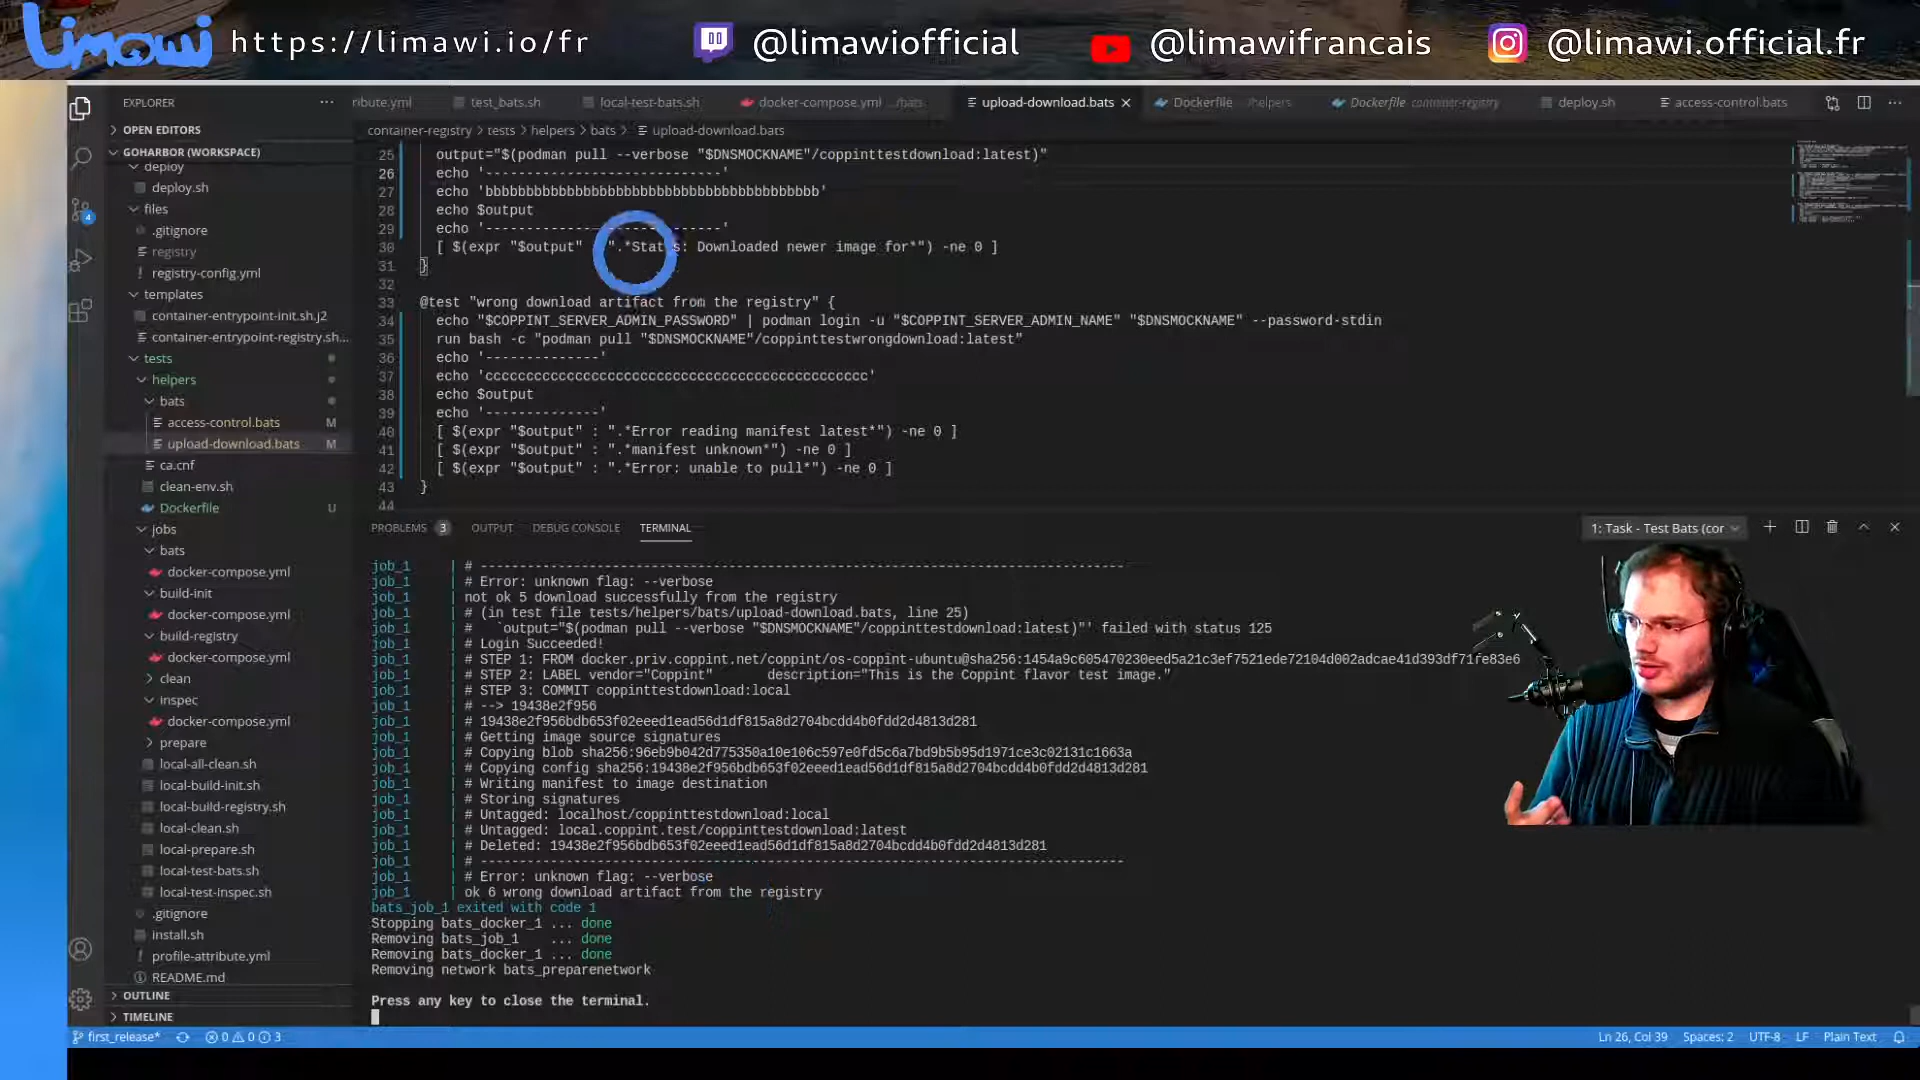 Limawi https://limawi.io/fr @limawiofficial @limawifrancais @limawi.official.fr
EXPLORER ··· ribute.yml test_bats.sh local-test-bats.sh docker-compose.yml .../bats upload-download.bats × Dockerfile .../helpers Dockerfile container-registry deploy.sh access-control.bats ···
container-registry > tests > helpers > bats > upload-download.bats
OPEN EDITORS
GOHARBOR (WORKSPACE)
deploy
deploy.sh
files
.gitignore
registry
registry-config.yml
templates
container-entrypoint-init.sh.j2
container-entrypoint-registry.sh...
tests
helpers
bats
access-control.bats M
upload-download.bats M
ca.cnf
clean-env.sh
Dockerfile U
jobs
bats
docker-compose.yml
build-init
docker-compose.yml
build-registry
docker-compose.yml
clean
inspec
docker-compose.yml
prepare
local-all-clean.sh
local-build-init.sh
local-build-registry.sh
local-clean.sh
local-prepare.sh
local-test-bats.sh
local-test-inspec.sh
.gitignore
install.sh
profile-attribute.yml
README.md
OUTLINE
TIMELINE
25 output="$(podman pull --verbose "$DNSMOCKNAME"/coppinttestdownload:latest)"
26 echo '-----------------------------'
27 echo 'bbbbbbbbbbbbbbbbbbbbbbbbbbbbbbbbbbbbbbbbb'
28 echo $output
29 echo '-----------------------------'
30 [ $(expr "$output" : ".*Status: Downloaded newer image for*") -ne 0 ]
31 }
32
33 @test "wrong download artifact from the registry" {
34 echo "$COPPINT_SERVER_ADMIN_PASSWORD" | podman login -u "$COPPINT_SERVER_ADMIN_NAME" "$DNSMOCKNAME" --password-stdin
35 run bash -c "podman pull "$DNSMOCKNAME"/coppinttestwrongdownload:latest"
36 echo '--------------'
37 echo 'ccccccccccccccccccccccccccccccccccccccccccccccc'
38 echo $output
39 echo '--------------'
40 [ $(expr "$output" : ".*Error reading manifest latest*") -ne 0 ]
41 [ $(expr "$output" : ".*manifest unknown*") -ne 0 ]
42 [ $(expr "$output" : ".*Error: unable to pull*") -ne 0 ]
43 }
44
PROBLEMS 3 OUTPUT DEBUG CONSOLE TERMINAL 1: Task - Test Bats (cor
job_1 | # -----------------------------------------------------------------------------------
job_1 | # Error: unknown flag: --verbose
job_1 | not ok 5 download successfully from the registry
job_1 | # (in test file tests/helpers/bats/upload-download.bats, line 25)
job_1 | # `output="$(podman pull --verbose "$DNSMOCKNAME"/coppinttestdownload:latest)"' failed with status 125
job_1 | # Login Succeeded!
job_1 | # STEP 1: FROM docker.priv.coppint.net/coppint/os-coppint-ubuntu@sha256:1454a9c605470230eed5a21c3ef7521ede72104d002adcae41d393df71fe83e6
job_1 | # STEP 2: LABEL vendor="Coppint" description="This is the Coppint flavor test image."
job_1 | # STEP 3: COMMIT coppinttestdownload:local
job_1 | # --> 19438e2f956
job_1 | # 19438e2f956bdb653f02eeed1ead56d1df815a8d2704bcdd4b0fdd2d4813d281
job_1 | # Getting image source signatures
job_1 | # Copying blob sha256:96eb9b042d775350a10e106c597e0fd5c6a7bd9b5b95d1971ce3c02131c1663a
job_1 | # Copying config sha256:19438e2f956bdb653f02eeed1ead56d1df815a8d2704bcdd4b0fdd2d4813d281
job_1 | # Writing manifest to image destination
job_1 | # Storing signatures
job_1 | # Untagged: localhost/coppinttestdownload:local
job_1 | # Untagged: local.coppint.test/coppinttestdownload:latest
job_1 | # Deleted: 19438e2f956bdb653f02eeed1ead56d1df815a8d2704bcdd4b0fdd2d4813d281
job_1 | # -----------------------------------------------------------------------------------
job_1 | # Error: unknown flag: --verbose
job_1 | ok 6 wrong download artifact from the registry
bats_job_1 exited with code 1
Stopping bats_docker_1 ... done
Removing bats_job_1 ... done
Removing bats_docker_1 ... done
Removing network bats_preparenetwork
Press any key to close the terminal.
4
first_release* 0 0 3 Ln 26, Col 39 Spaces: 2 UTF-8 LF Plain Text